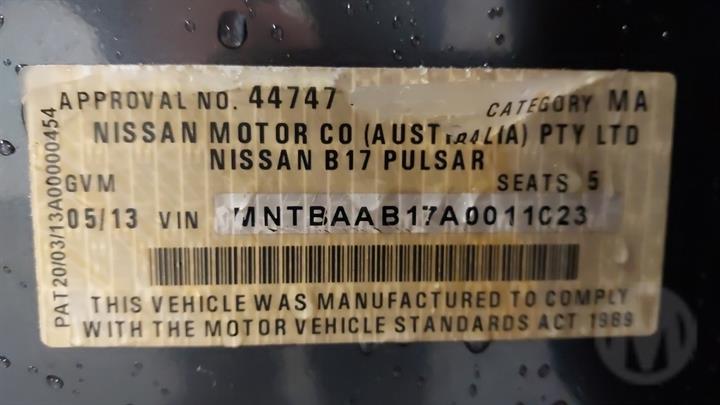 APPROVAL NO. 44747 CATEGORY MA
NISSAN MOTOR CO (AUSTRALIA) PTY LTD
NISSAN B17 PULSAR
GVM SEATS 5
05/13 VIN MNTBAAB17A0011023
THIS VEHICLE WAS MANUFACTURED TO COMPLY
WITH THE MOTOR VEHICLE STANDARDS ACT 1989
PAT 20/03/13A00000454
M